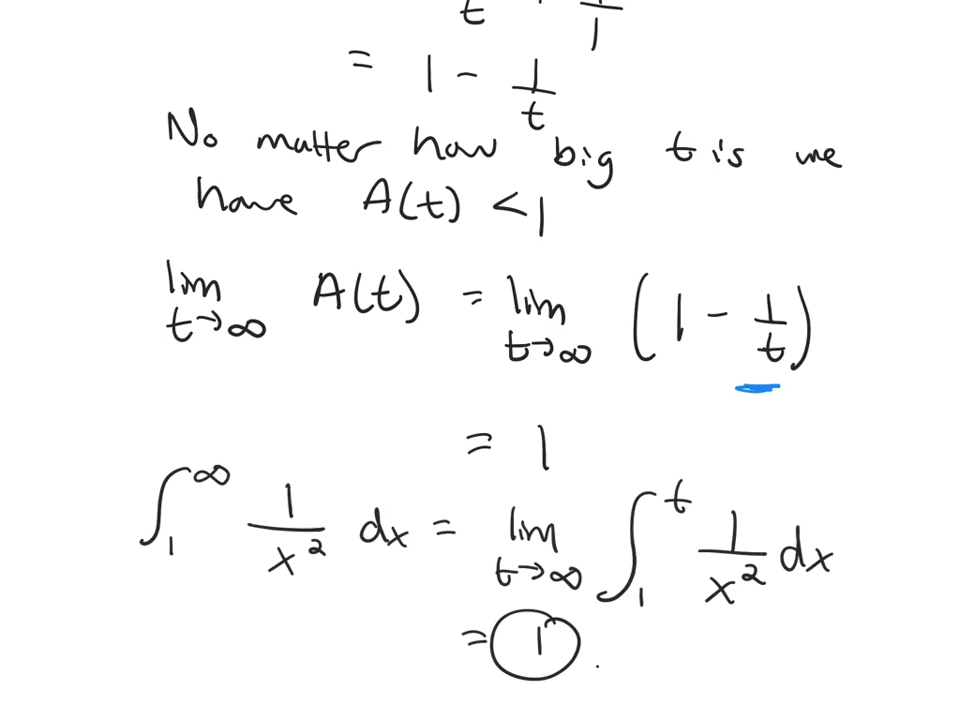 t 1
= 1 - 1/t
No matter how big t is we
have A(t) < 1
lim t→∞ A(t) = lim t→∞ (1 - 1/t)
= 1
∫₁^∞ 1/x² dx = lim t→∞ ∫₁^t 1/x² dx
= 1